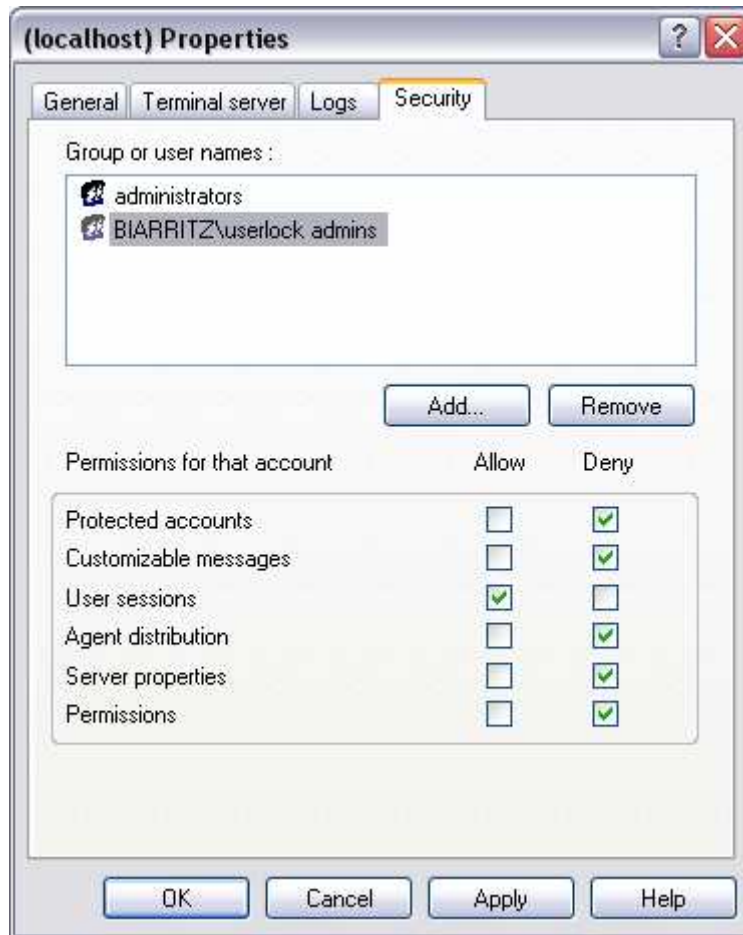 (localhost) Properties
General Terminal server Logs Security
Group or user names :
administrators
BIARRITZ\userlock admins
Add... Remove
Permissions for that account Allow Deny
Protected accounts
Customizable messages
User sessions
Agent distribution
Server properties
Permissions
OK Cancel Apply Help